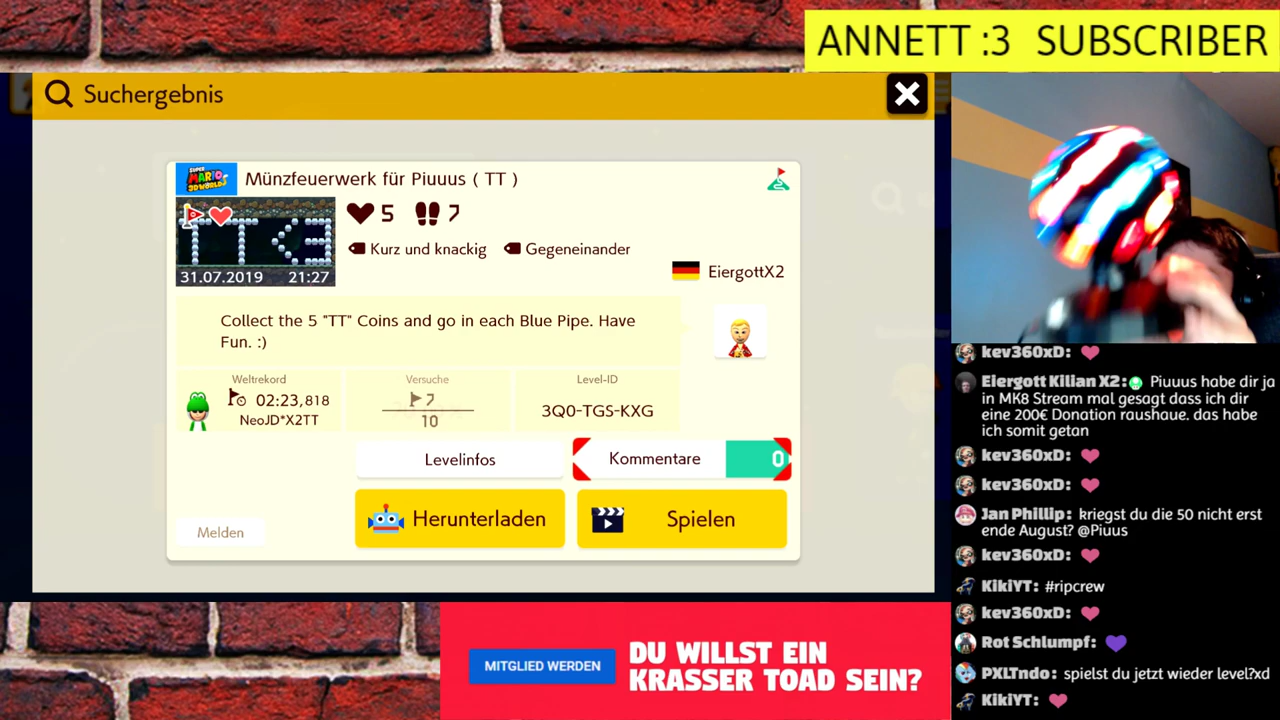 ANNETT :3 SUBSCRIBER
Suchergebnis
SUPER
MARIO
3D WORLD
Münzfeuerwerk für Piuuus ( TT )
5 7
Kurz und knackig Gegeneinander
31.07.2019 21:27
EiergottX2
Collect the 5 "TT" Coins and go in each Blue Pipe. Have
Fun. :)
Weltrekord
02:23,818
NeoJD*X2TT
Versuche
7
10
Level-ID
3Q0-TGS-KXG
Levelinfos
Kommentare 0
Melden
Herunterladen
Spielen
MITGLIED WERDEN
DU WILLST EIN
KRASSER TOAD SEIN?
kev360xD:
Eiergott Kilian X2: Piuuus habe dir ja
in MK8 Stream mal gesagt dass ich dir
eine 200€ Donation raushaue. das habe
ich somit getan
kev360xD:
kev360xD:
Jan Phillip: kriegst du die 50 nicht erst
ende August? @Piuus
kev360xD:
KikiYT: #ripcrew
kev360xD:
Rot Schlumpf:
PXLTndo: spielst du jetzt wieder level?xd
KikiYT: